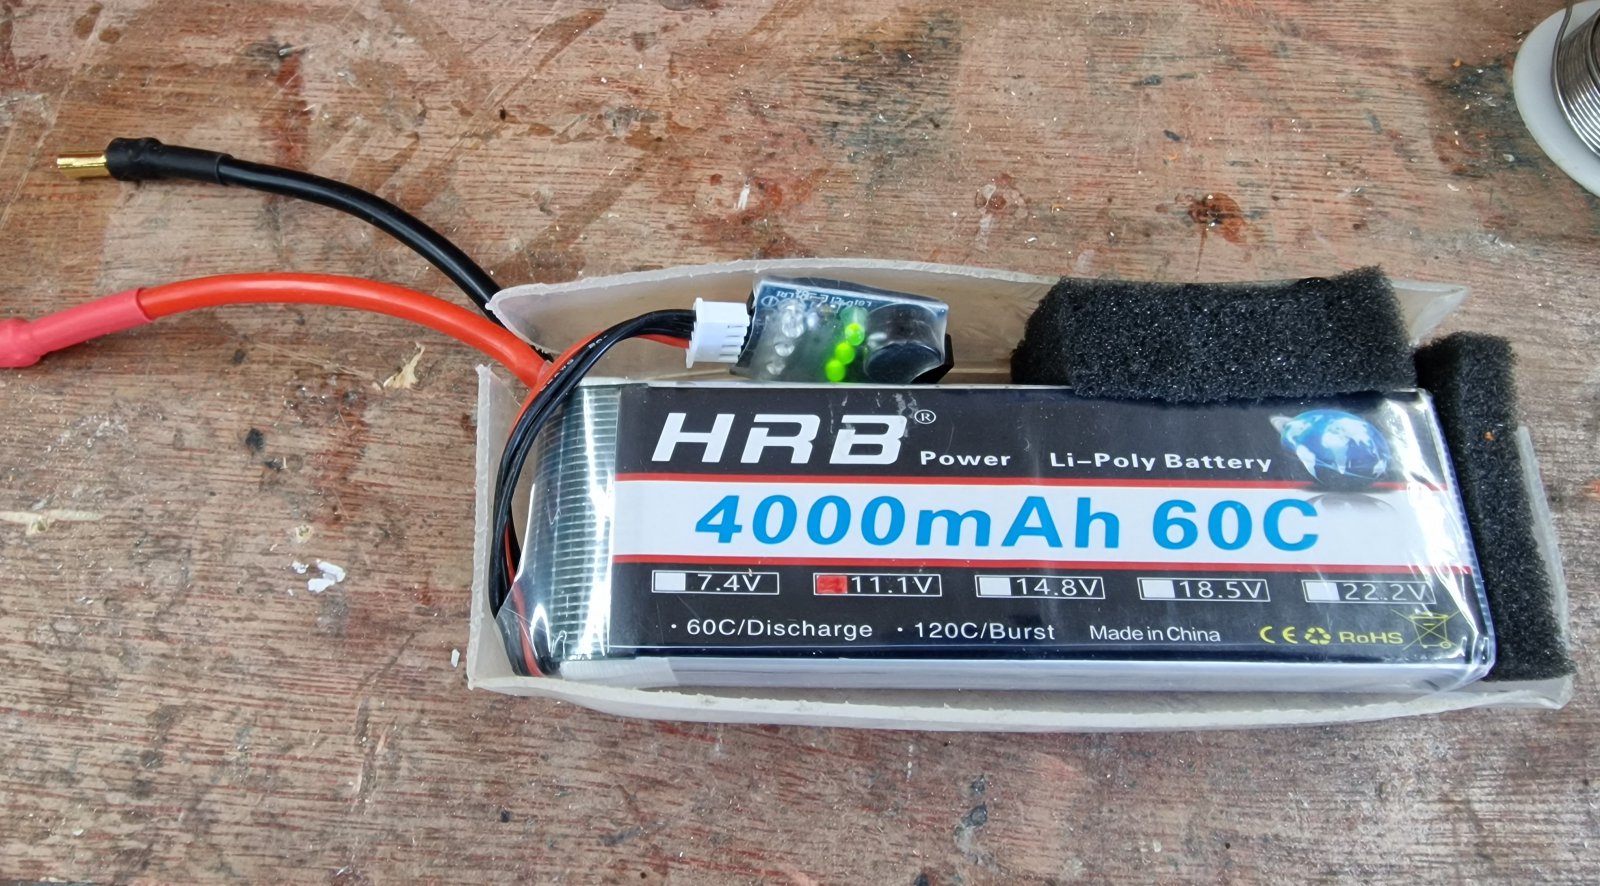 HRB® Power Li-Poly Battery
4000mAh 60C
7.4V 11.1V 14.8V 18.5V 22.2V
· 60C/Discharge · 120C/Burst Made in China CE RoHS